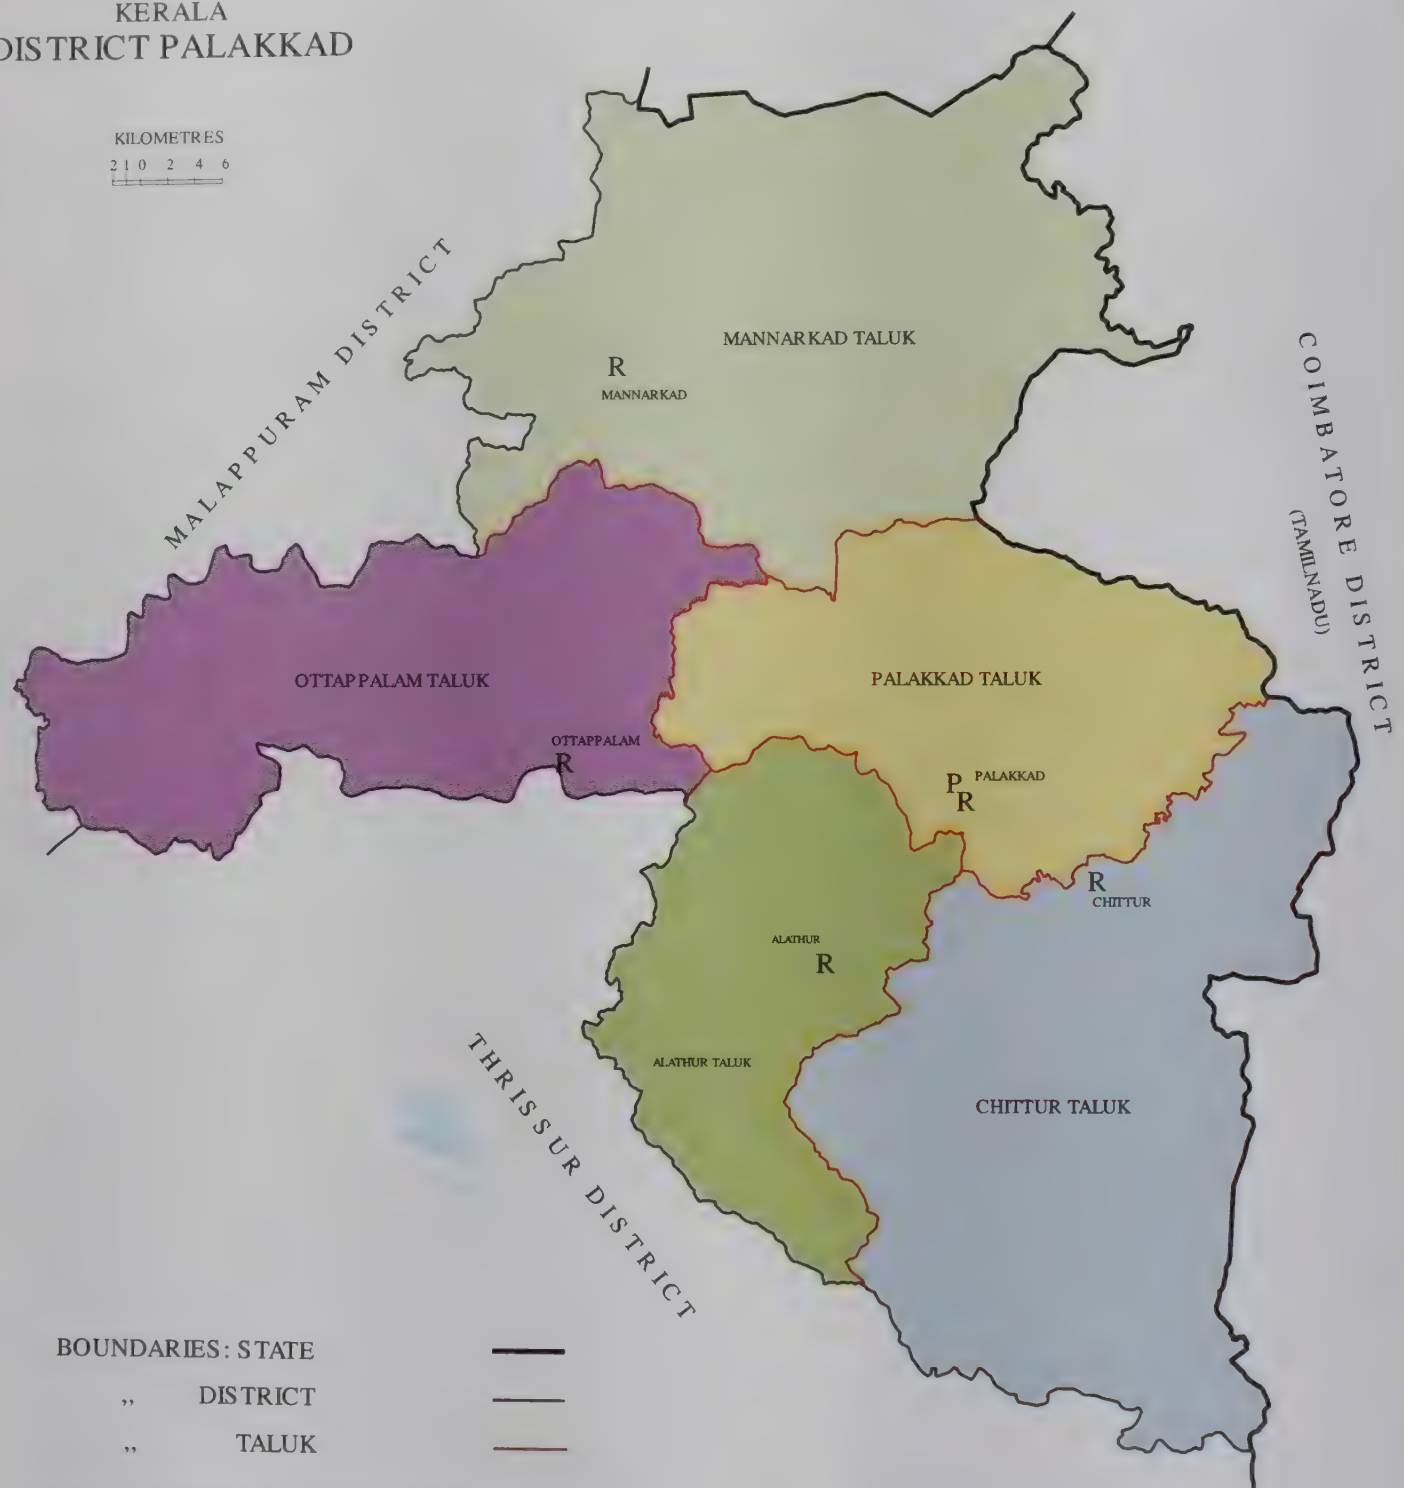 KERALA
DISTRICT PALAKKAD
KILOMETRES
2 1 0 2 4 6
MALAPPURAM DISTRICT
MANNARKAD TALUK
R
MANNARKAD
COIMBATORE DISTRICT
(TAMILNADU)
OTTAPPALAM TALUK
PALAKKAD TALUK
OTTAPPALAM
R
P PALAKKAD
R
R
CHITTUR
ALATHUR
R
ALATHUR TALUK
THRISSUR DISTRICT
CHITTUR TALUK
BOUNDARIES: STATE
,, DISTRICT
,, TALUK